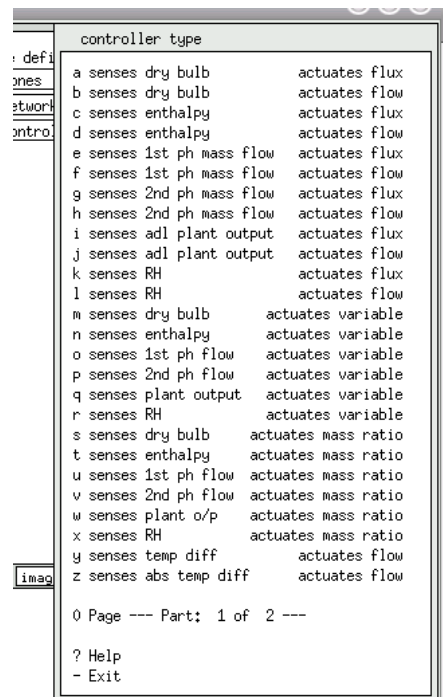 controller type
defi
ones
etwork
ontrol
a senses dry bulb actuates flux
b senses dry bulb actuates flow
c senses enthalpy actuates flux
d senses enthalpy actuates flow
e senses 1st ph mass flow actuates flux
f senses 1st ph mass flow actuates flow
g senses 2nd ph mass flow actuates flux
h senses 2nd ph mass flow actuates flow
i senses adl plant output actuates flux
j senses adl plant output actuates flow
k senses RH actuates flux
l senses RH actuates flow
m senses dry bulb actuates variable
n senses enthalpy actuates variable
o senses 1st ph flow actuates variable
p senses 2nd ph flow actuates variable
q senses plant output actuates variable
r senses RH actuates variable
s senses dry bulb actuates mass ratio
t senses enthalpy actuates mass ratio
u senses 1st ph flow actuates mass ratio
v senses 2nd ph flow actuates mass ratio
w senses plant o/p actuates mass ratio
x senses RH actuates mass ratio
y senses temp diff actuates flow
z senses abs temp diff actuates flow
imag
0 Page --- Part: 1 of 2 ---
? Help
- Exit